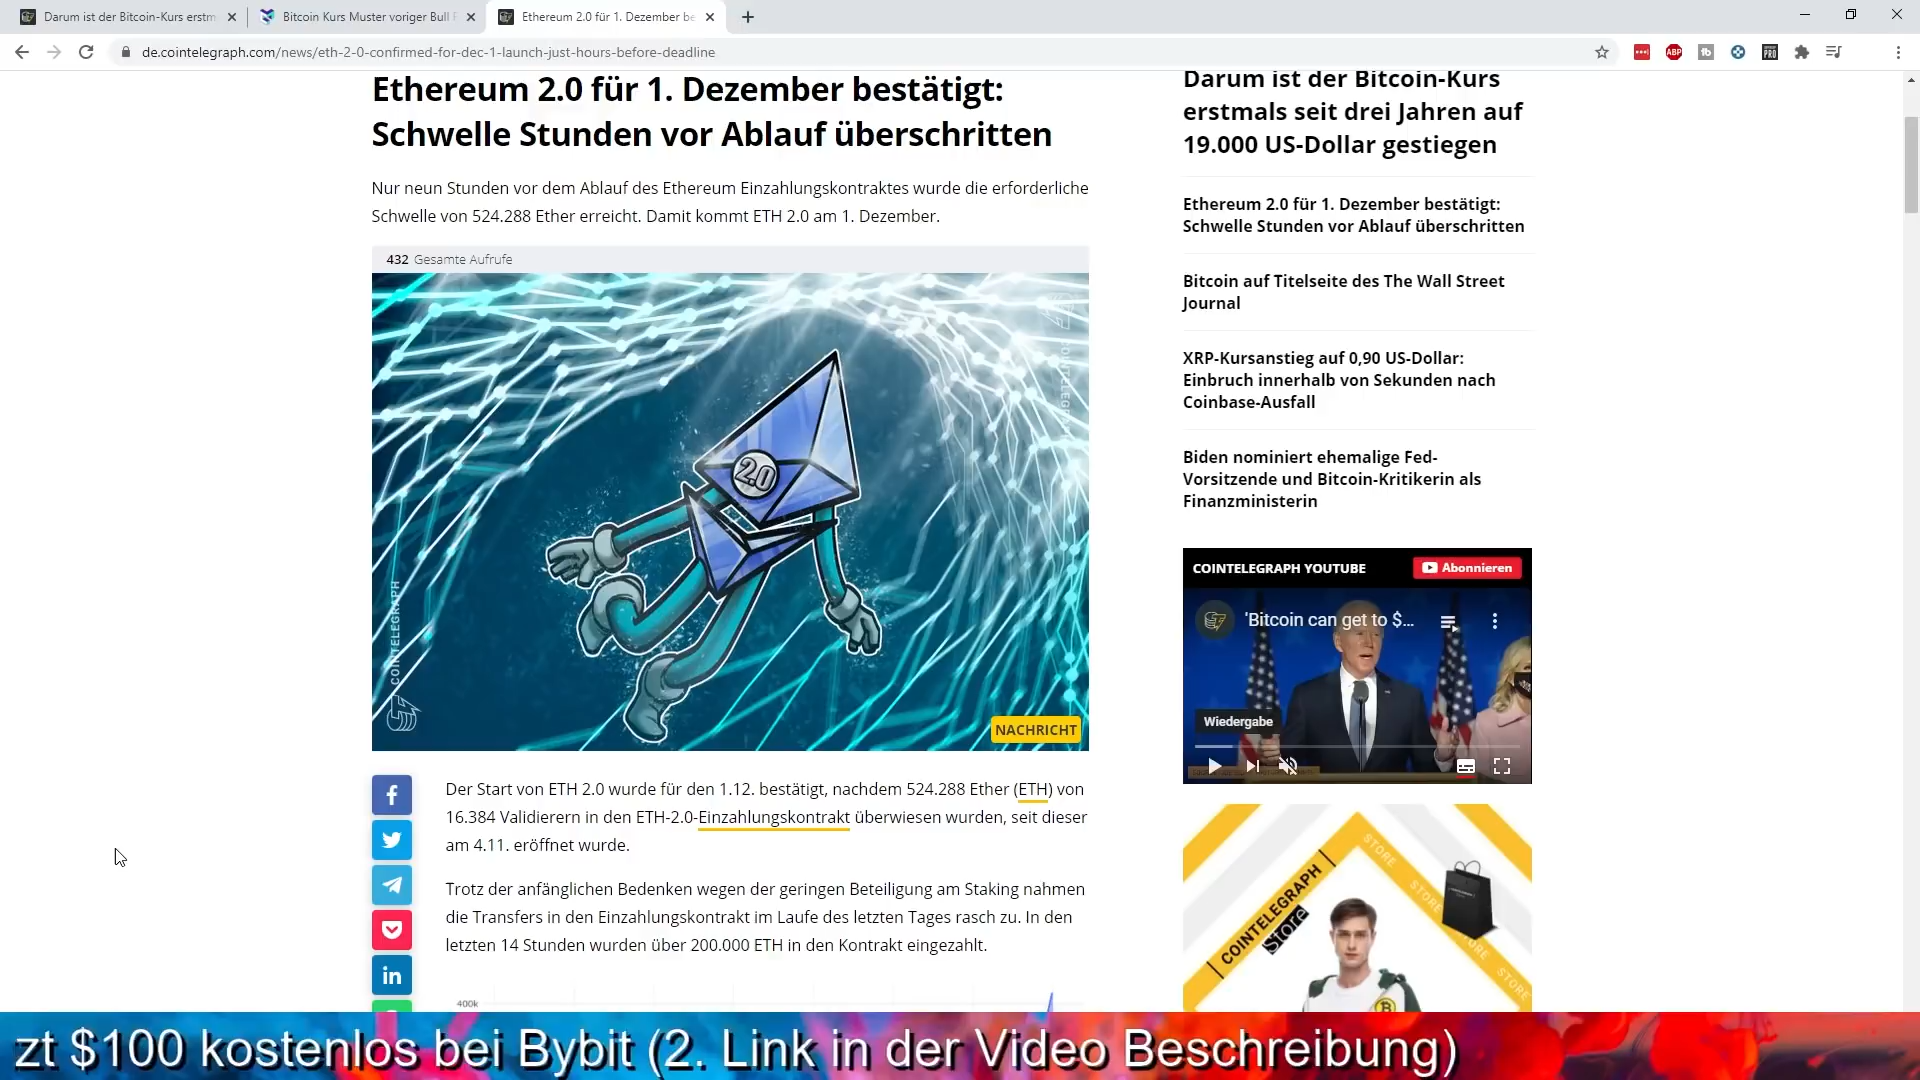 Darum ist der Bitcoin-Kurs erstm
Bitcoin Kurs Muster voriger Bull
Ethereum 2.0 für 1. Dezember be
de.cointelegraph.com/news/eth-2-0-confirmed-for-dec-1-launch-just-hours-before-deadline
Ethereum 2.0 für 1. Dezember bestätigt:
Schwelle Stunden vor Ablauf überschritten
Nur neun Stunden vor dem Ablauf des Ethereum Einzahlungskontraktes wurde die erforderliche
Schwelle von 524.288 Ether erreicht. Damit kommt ETH 2.0 am 1. Dezember.
432 Gesamte Aufrufe
2.0
COINTELEGRAPH
NACHRICHT
Der Start von ETH 2.0 wurde für den 1.12. bestätigt, nachdem 524.288 Ether (ETH) von
16.384 Validierern in den ETH-2.0-Einzahlungskontrakt überwiesen wurden, seit dieser
am 4.11. eröffnet wurde.
Trotz der anfänglichen Bedenken wegen der geringen Beteiligung am Staking nahmen
die Transfers in den Einzahlungskontrakt im Laufe des letzten Tages rasch zu. In den
letzten 14 Stunden wurden über 200.000 ETH in den Kontrakt eingezahlt.
400k
Darum ist der Bitcoin-Kurs
erstmals seit drei Jahren auf
19.000 US-Dollar gestiegen
Ethereum 2.0 für 1. Dezember bestätigt:
Schwelle Stunden vor Ablauf überschritten
Bitcoin auf Titelseite des The Wall Street
Journal
XRP-Kursanstieg auf 0,90 US-Dollar:
Einbruch innerhalb von Sekunden nach
Coinbase-Ausfall
Biden nominiert ehemalige Fed-
Vorsitzende und Bitcoin-Kritikerin als
Finanzministerin
COINTELEGRAPH YOUTUBE
Abonnieren
'Bitcoin can get to $...
Wiedergabe
COINTELEGRAPH
Store
STORE
STORE
STORE
STORE
zt $100 kostenlos bei Bybit (2. Link in der Video Beschreibung)